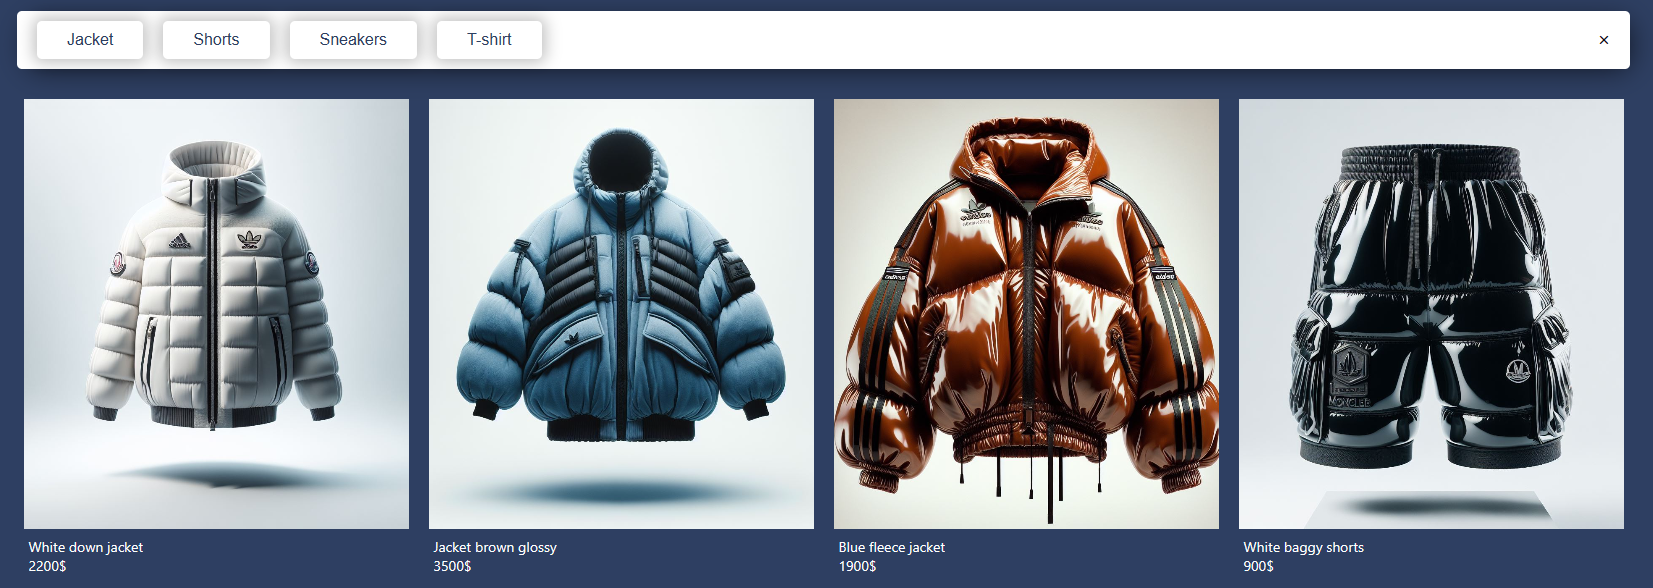 Jacket
Shorts
Sneakers
T-shirt
×
White down jacket
2200$
Jacket brown glossy
3500$
Blue fleece jacket
1900$
White baggy shorts
900$
MONCLER